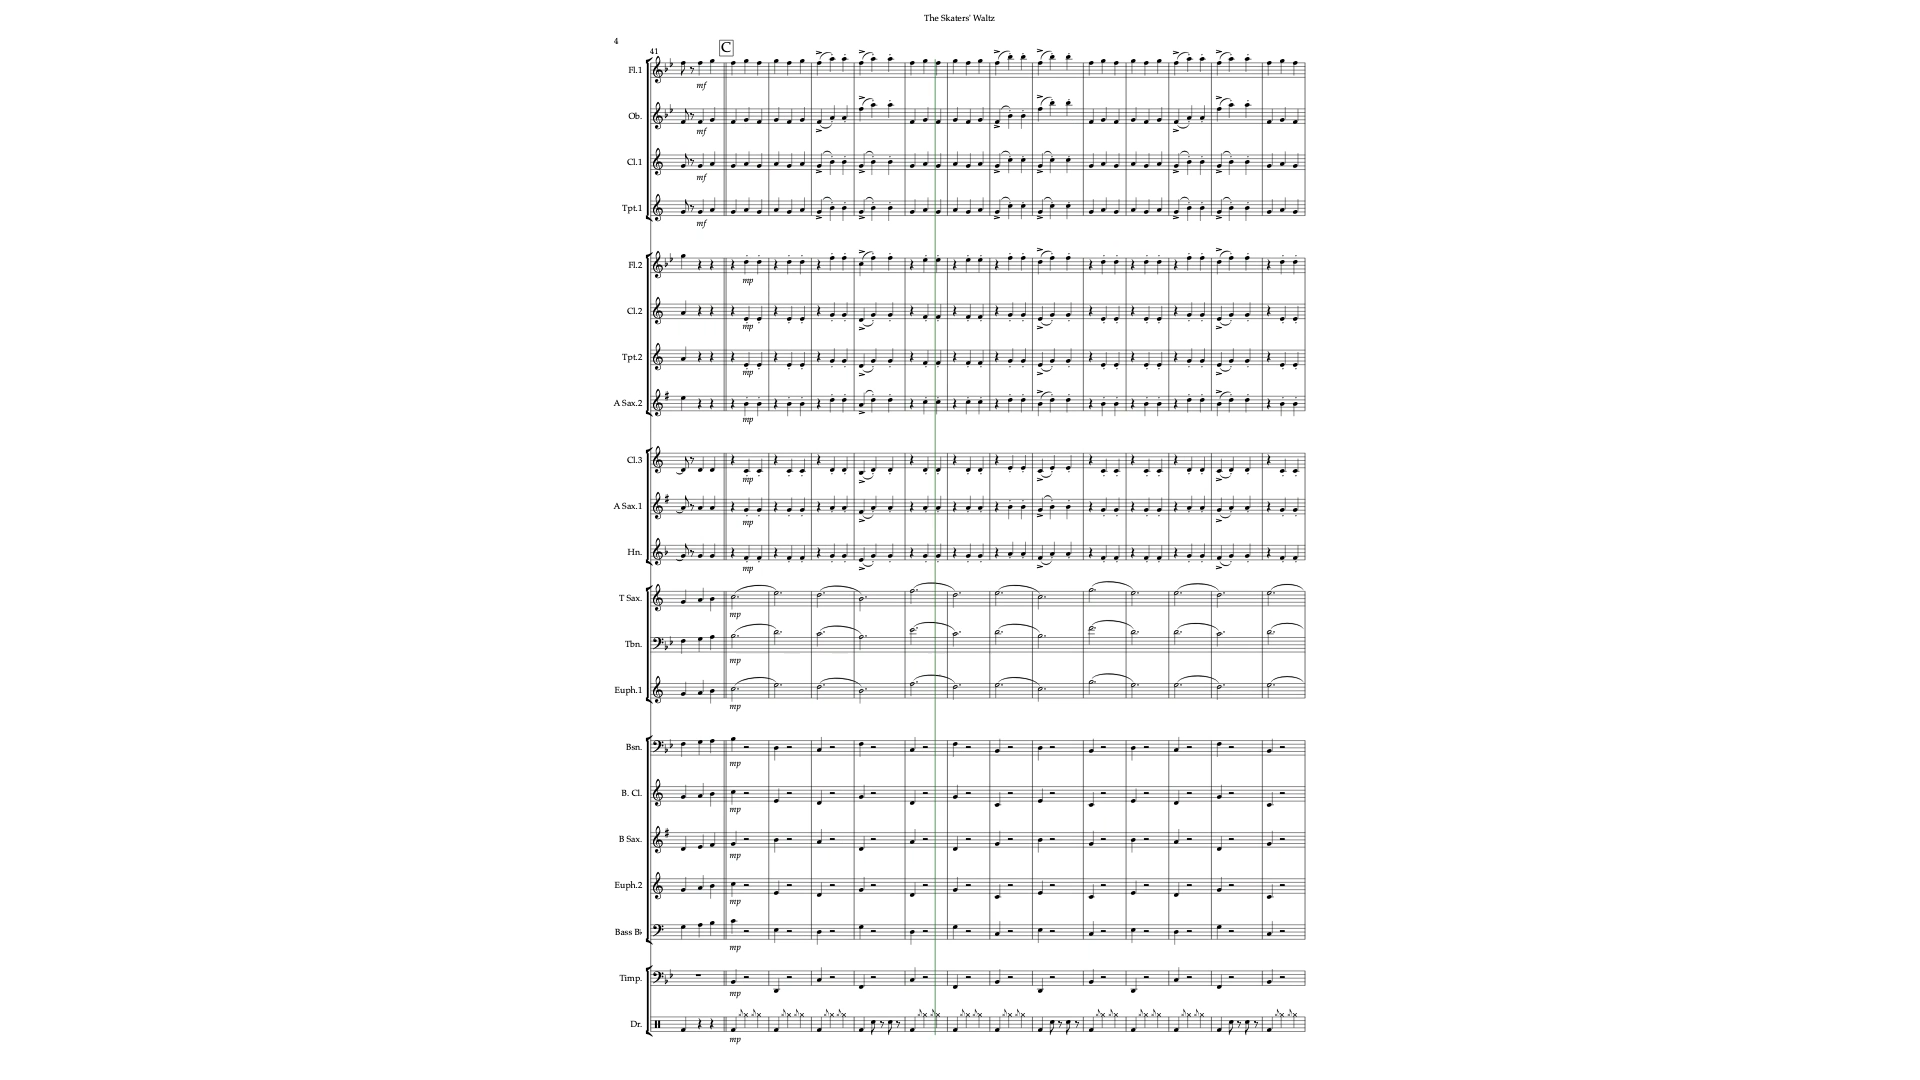 The Skaters' Waltz
4
41
C
Fl.1
mf
Ob.
mf
Cl.1
mf
Tpt.1
mf
Fl.2
mp
Cl.2
mp
Tpt.2
mp
A Sax.2
mp
Cl.3
mp
A Sax.1
mp
Hn.
mp
T Sax.
mp
Tbn.
mp
Euph.1
mp
Bsn.
mp
B. Cl.
mp
B Sax.
mp
Euph.2
mp
Bass B♭
mp
Timp.
mp
Dr.
mp